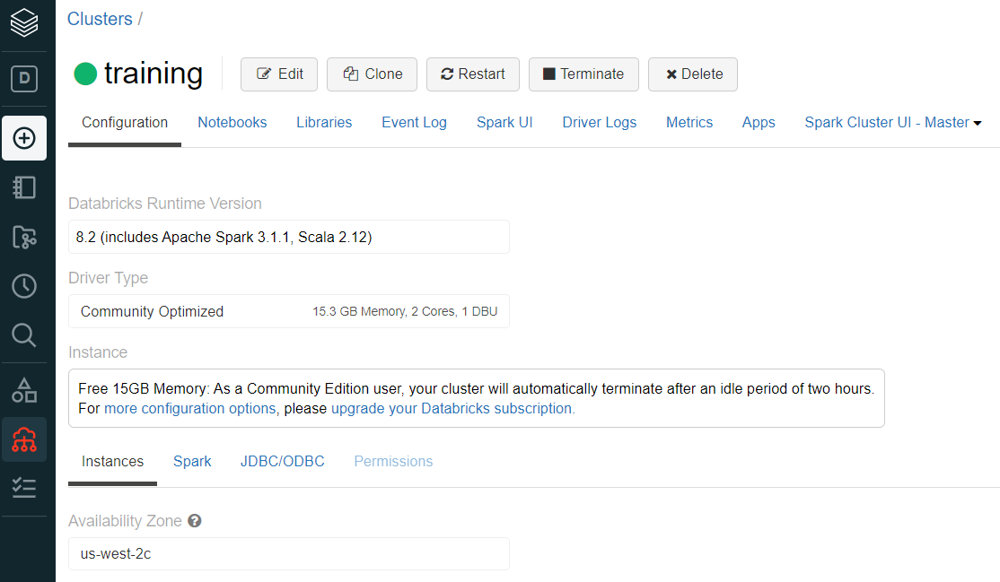 Clusters /
D
training
Edit
Clone
Restart
Terminate
Delete
Configuration
Notebooks
Libraries
Event Log
Spark UI
Driver Logs
Metrics
Apps
Spark Cluster UI - Master
Databricks Runtime Version
8.2 (includes Apache Spark 3.1.1, Scala 2.12)
Driver Type
Community Optimized
15.3 GB Memory, 2 Cores, 1 DBU
Instance
Free 15GB Memory: As a Community Edition user, your cluster will automatically terminate after an idle period of two hours.
For more configuration options, please upgrade your Databricks subscription.
Instances
Spark
JDBC/ODBC
Permissions
Availability Zone ?
us-west-2c